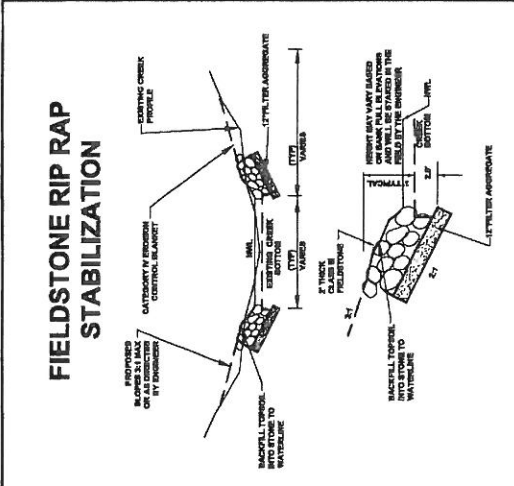 FIELDSTONE RIP RAP
STABILIZATION
PROPOSED
SLOPES 3:1 MAX
OR AS DIRECTED
BY ENGINEER
CATEGORY IV EROSION
CONTROL BLANKET
EXISTING CREEK
PROFILE
NWL
EXISTING CREEK
BOTTOM
12" FILTER AGGREGATE
(TYP)
VARIES
(TYP)
VARIES
BACKFILL TOPSOIL
INTO STONE TO
WATERLINE
3:1
2' THICK
CLASS III
FIELDSTONE
HEIGHT MAY VARY BASED
ON BANK FULL ELEVATIONS
AND WILL BE STAKED IN THE
FIELD BY THE ENGINEER
TYPICAL
NWL
CREEK
BOTTOM
2:1
12" FILTER AGGREGATE
BACKFILL TOPSOIL
INTO STONE TO
WATERLINE